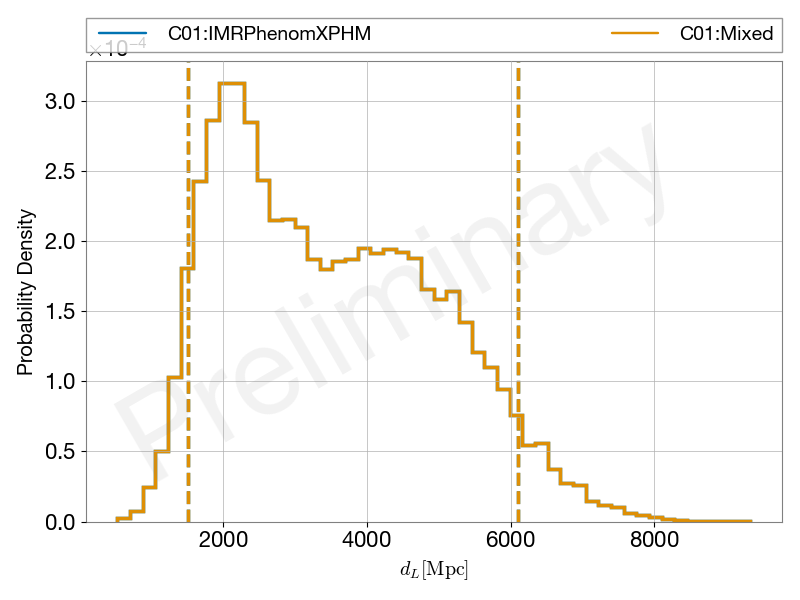 C01:IMRPhenomXPHM C01:Mixed
×10⁻⁴
3.0
2.5
2.0
1.5
1.0
0.5
0.0
Probability Density
Preliminary
2000 4000 6000 8000
d_L[Mpc]